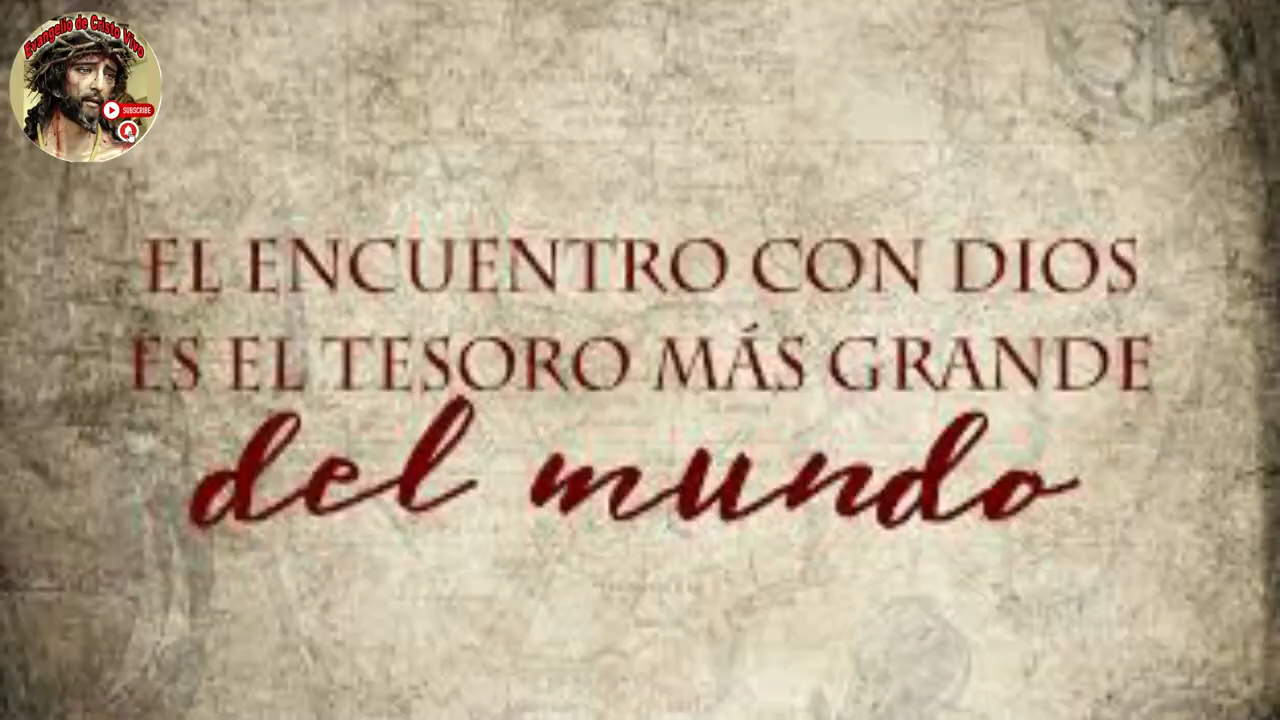 Evangelio de Cristo Vivo
SUBSCRIBE
EL ENCUENTRO CON DIOS
ES EL TESORO MÁS GRANDE
del mundo